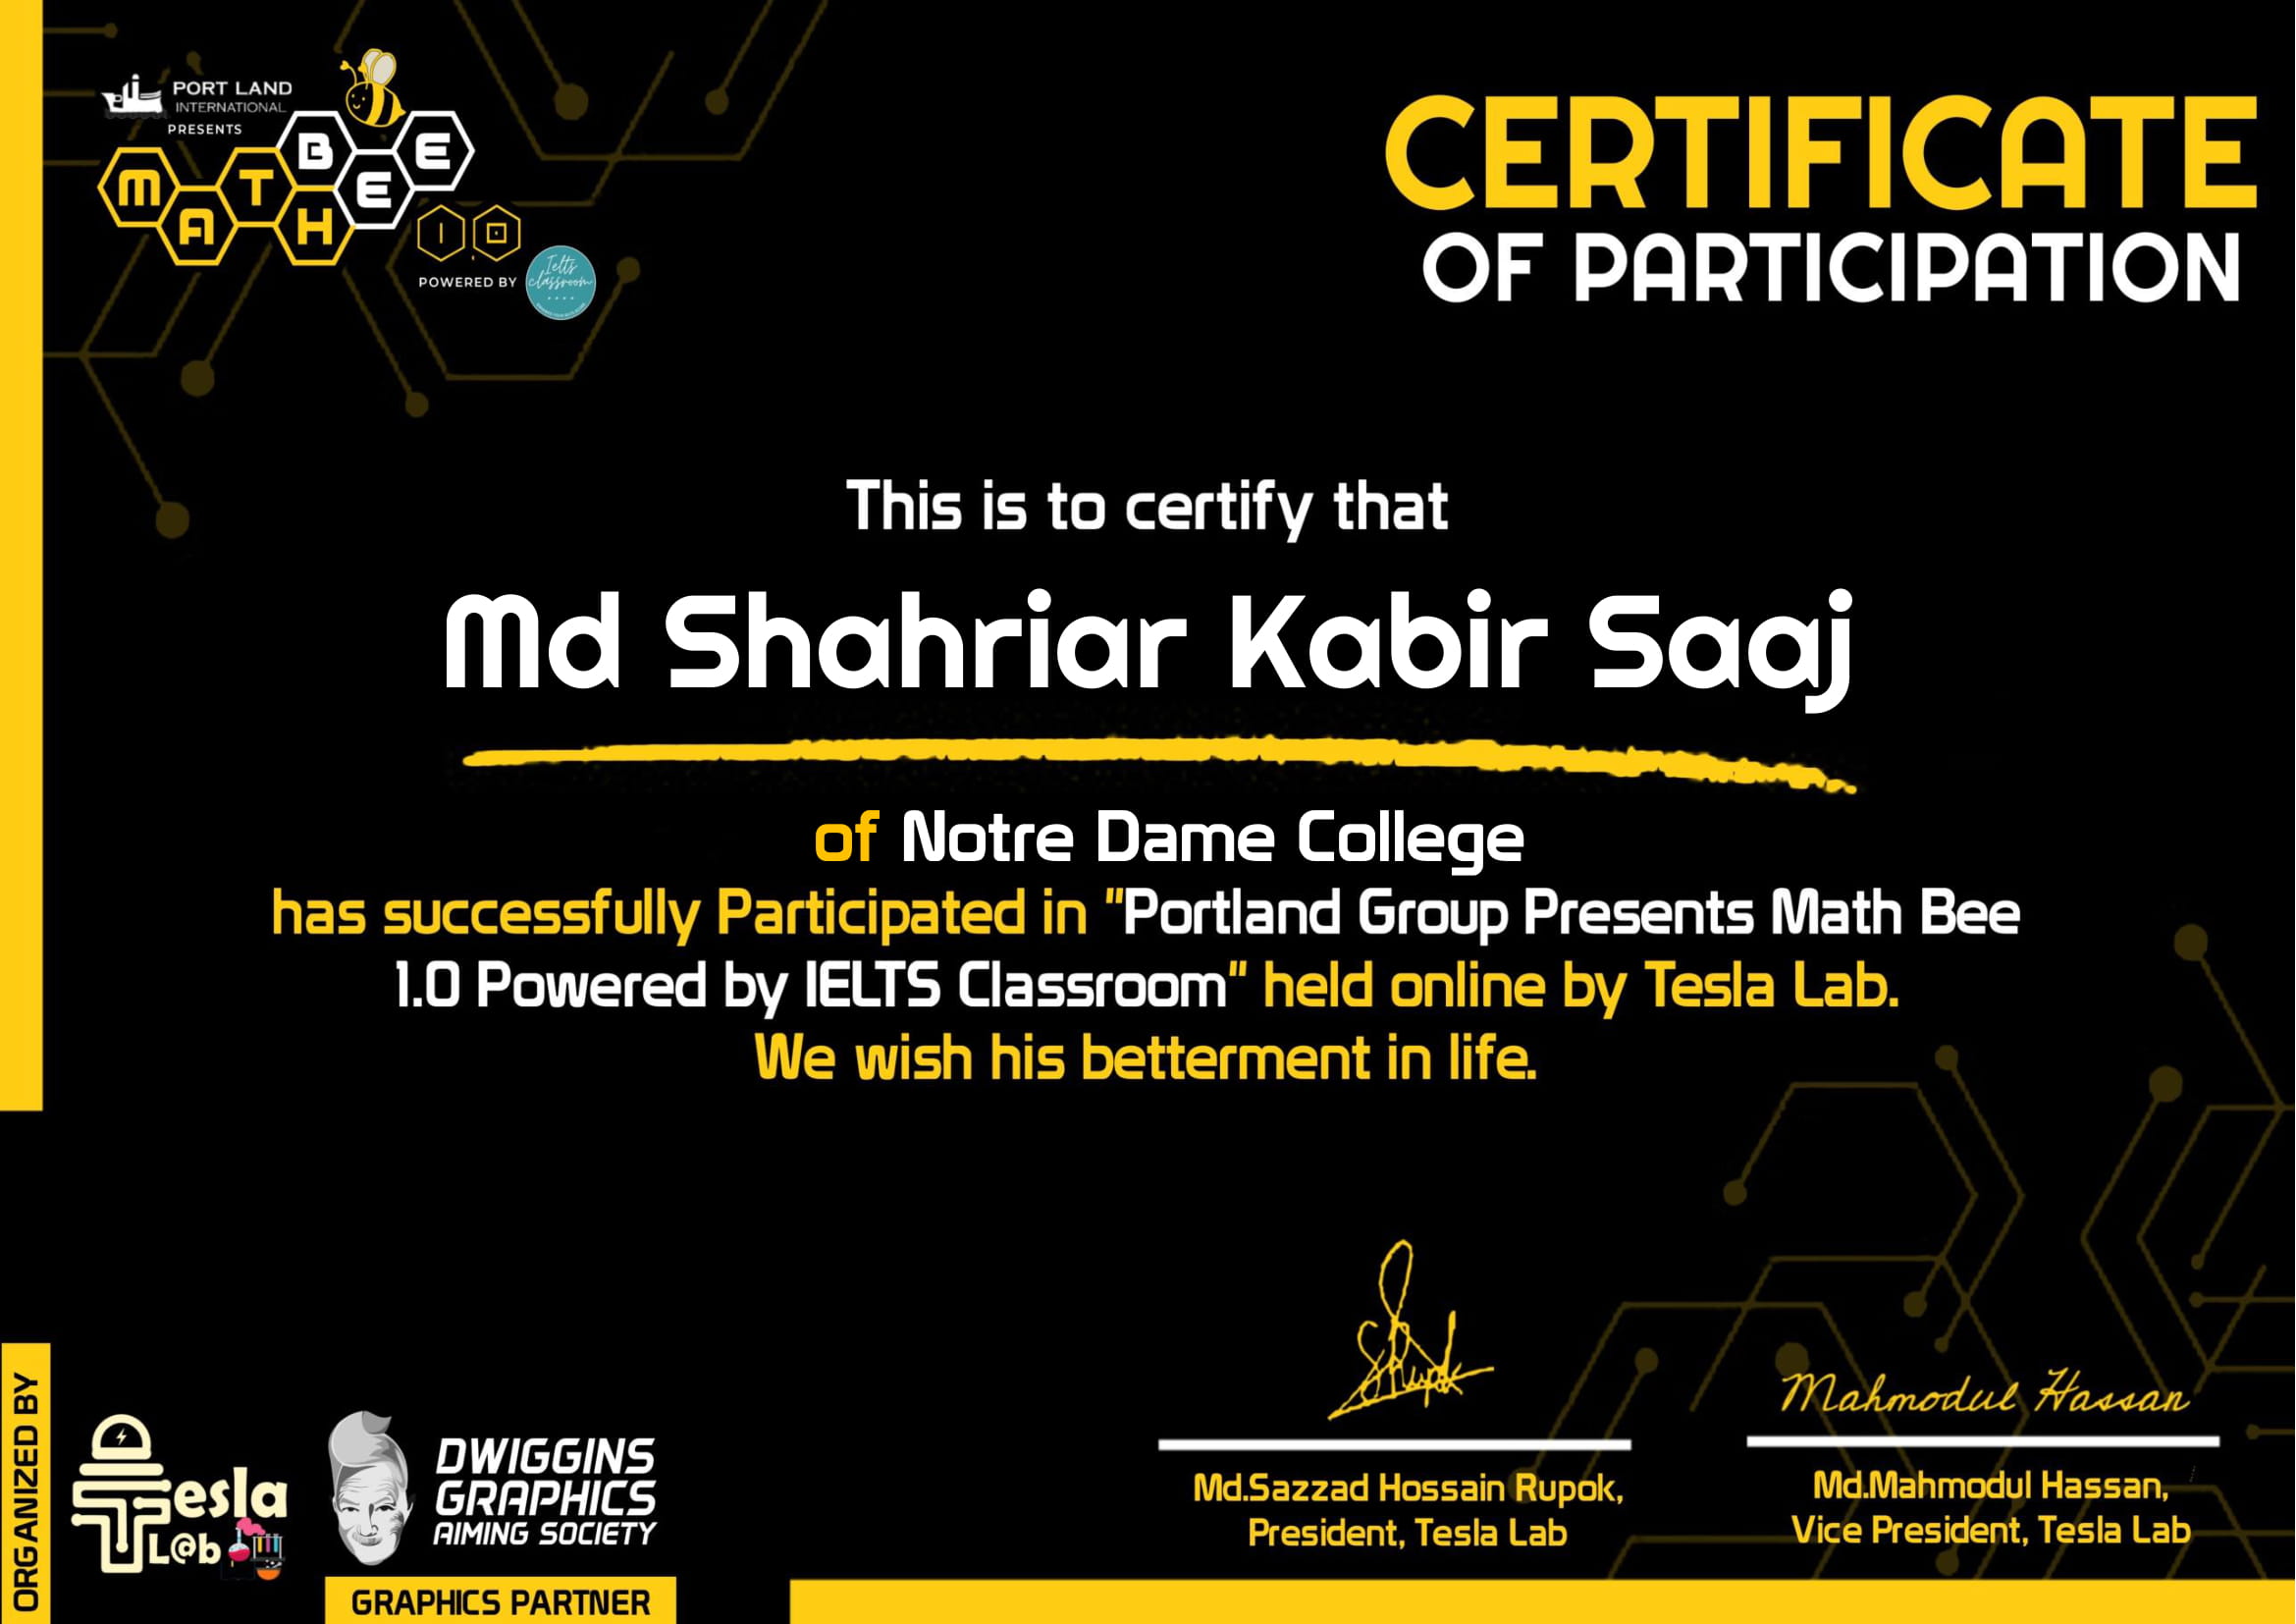 PORT LAND
INTERNATIONAL
PRESENTS
MATH BEE
1.0
POWERED BY
Ielts
classroom
CERTIFICATE
OF PARTICIPATION
This is to certify that
Md Shahriar Kabir Saaj
of Notre Dame College
has successfully Participated in "Portland Group Presents Math Bee
1.0 Powered by IELTS Classroom" held online by Tesla Lab.
We wish his betterment in life.
SRupok
Mahmodul Hassan
Md.Sazzad Hossain Rupok,
President, Tesla Lab
Md.Mahmodul Hassan,
Vice President, Tesla Lab
ORGANIZED BY
Tesla
L@b
DWIGGINS
GRAPHICS
AIMING SOCIETY
GRAPHICS PARTNER